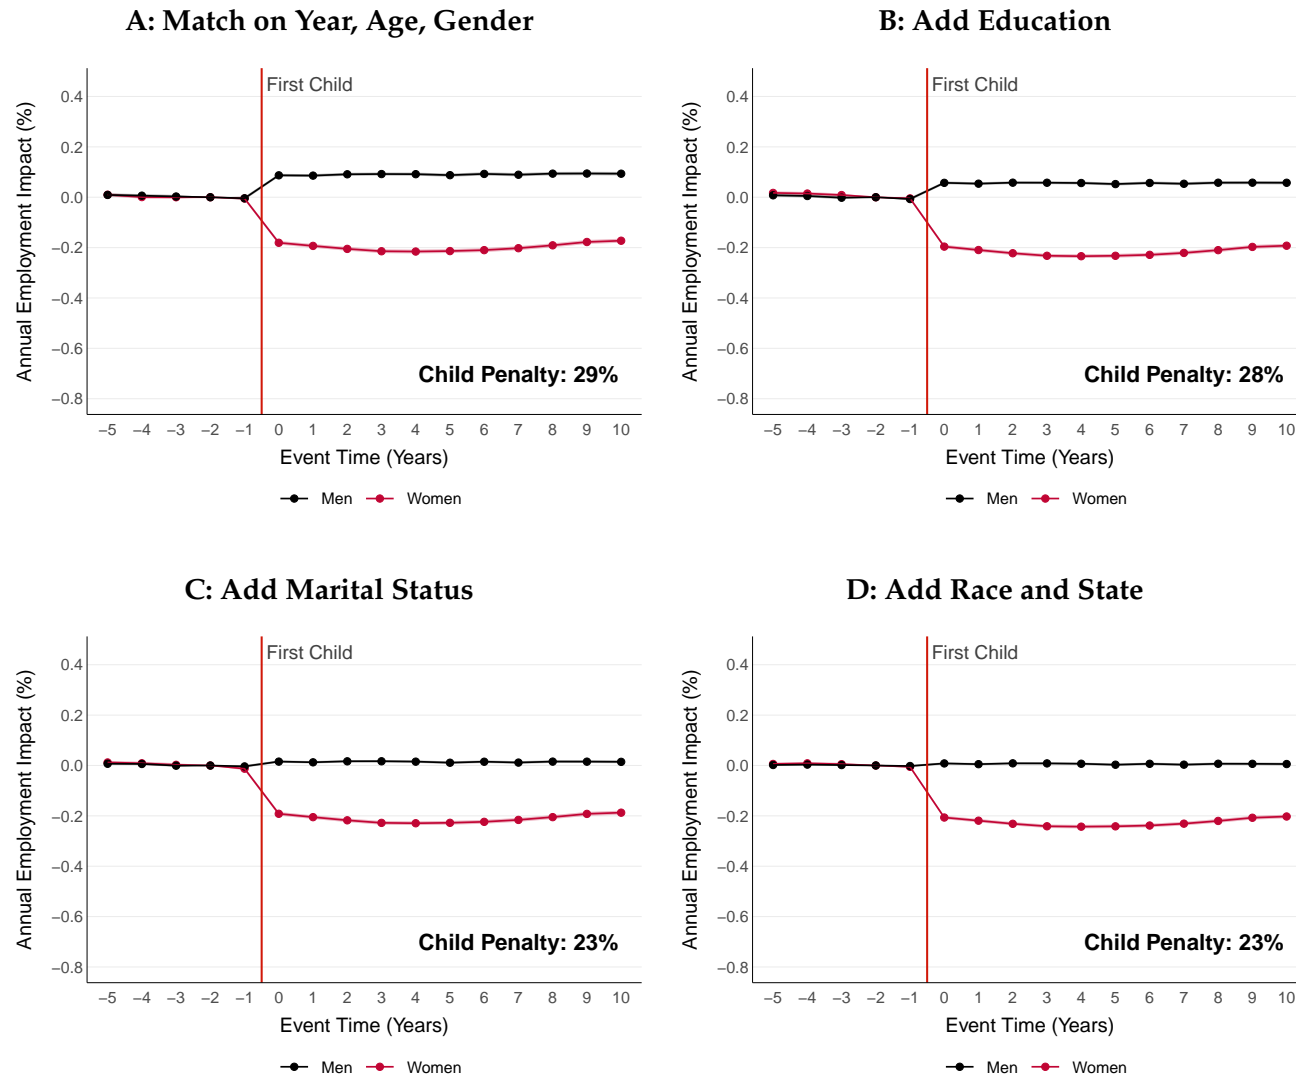 A: Match on Year, Age, Gender
First Child
Annual Employment Impact (%)
0.4
0.2
0.0
−0.2
−0.4
−0.6
−0.8
Child Penalty: 29%
−5 −4 −3 −2 −1 0 1 2 3 4 5 6 7 8 9 10
Event Time (Years)
Men Women
B: Add Education
First Child
Annual Employment Impact (%)
0.4
0.2
0.0
−0.2
−0.4
−0.6
−0.8
Child Penalty: 28%
−5 −4 −3 −2 −1 0 1 2 3 4 5 6 7 8 9 10
Event Time (Years)
Men Women
C: Add Marital Status
First Child
Annual Employment Impact (%)
0.4
0.2
0.0
−0.2
−0.4
−0.6
−0.8
Child Penalty: 23%
−5 −4 −3 −2 −1 0 1 2 3 4 5 6 7 8 9 10
Event Time (Years)
Men Women
D: Add Race and State
First Child
Annual Employment Impact (%)
0.4
0.2
0.0
−0.2
−0.4
−0.6
−0.8
Child Penalty: 23%
−5 −4 −3 −2 −1 0 1 2 3 4 5 6 7 8 9 10
Event Time (Years)
Men Women